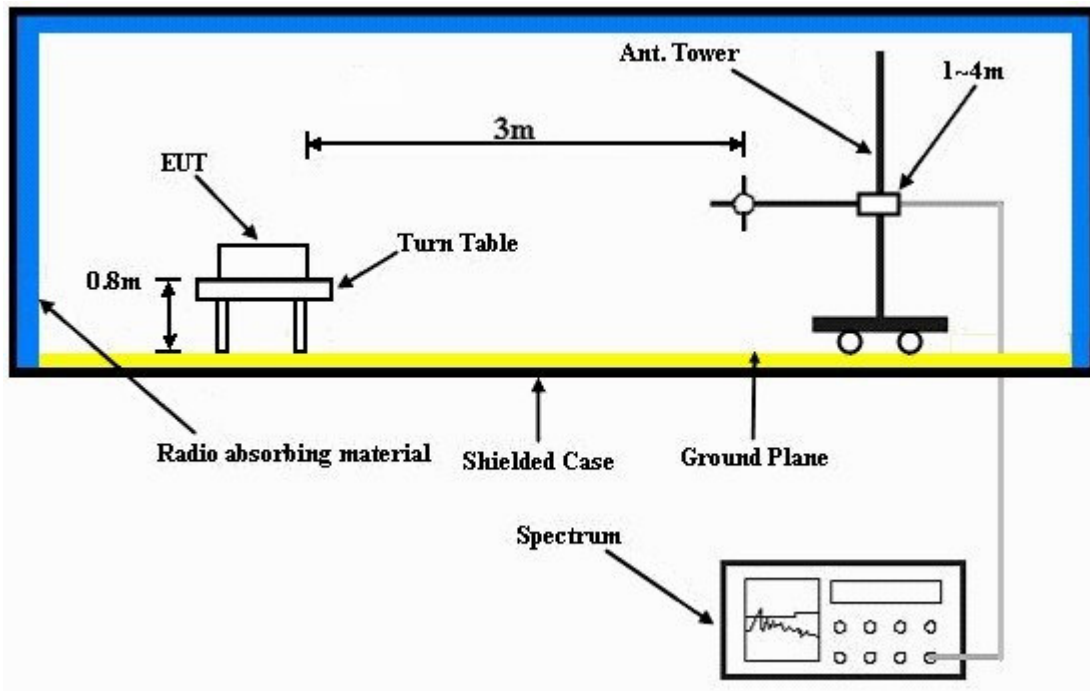 Ant. Tower
1~4m
3m
EUT
Turn Table
0.8m
Radio absorbing material
Shielded Case
Ground Plane
Spectrum